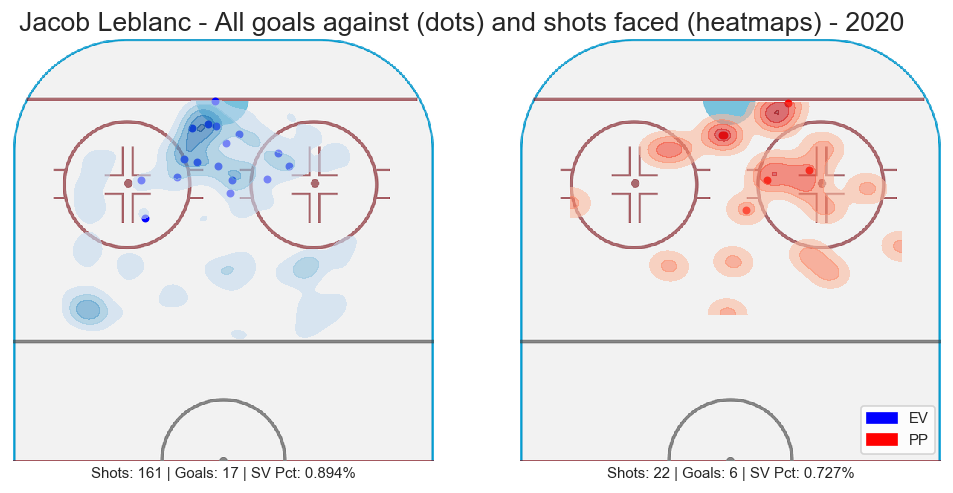 Jacob Leblanc - All goals against (dots) and shots faced (heatmaps) - 2020
EV
PP
Shots: 161 | Goals: 17 | SV Pct: 0.894%
Shots: 22 | Goals: 6 | SV Pct: 0.727%